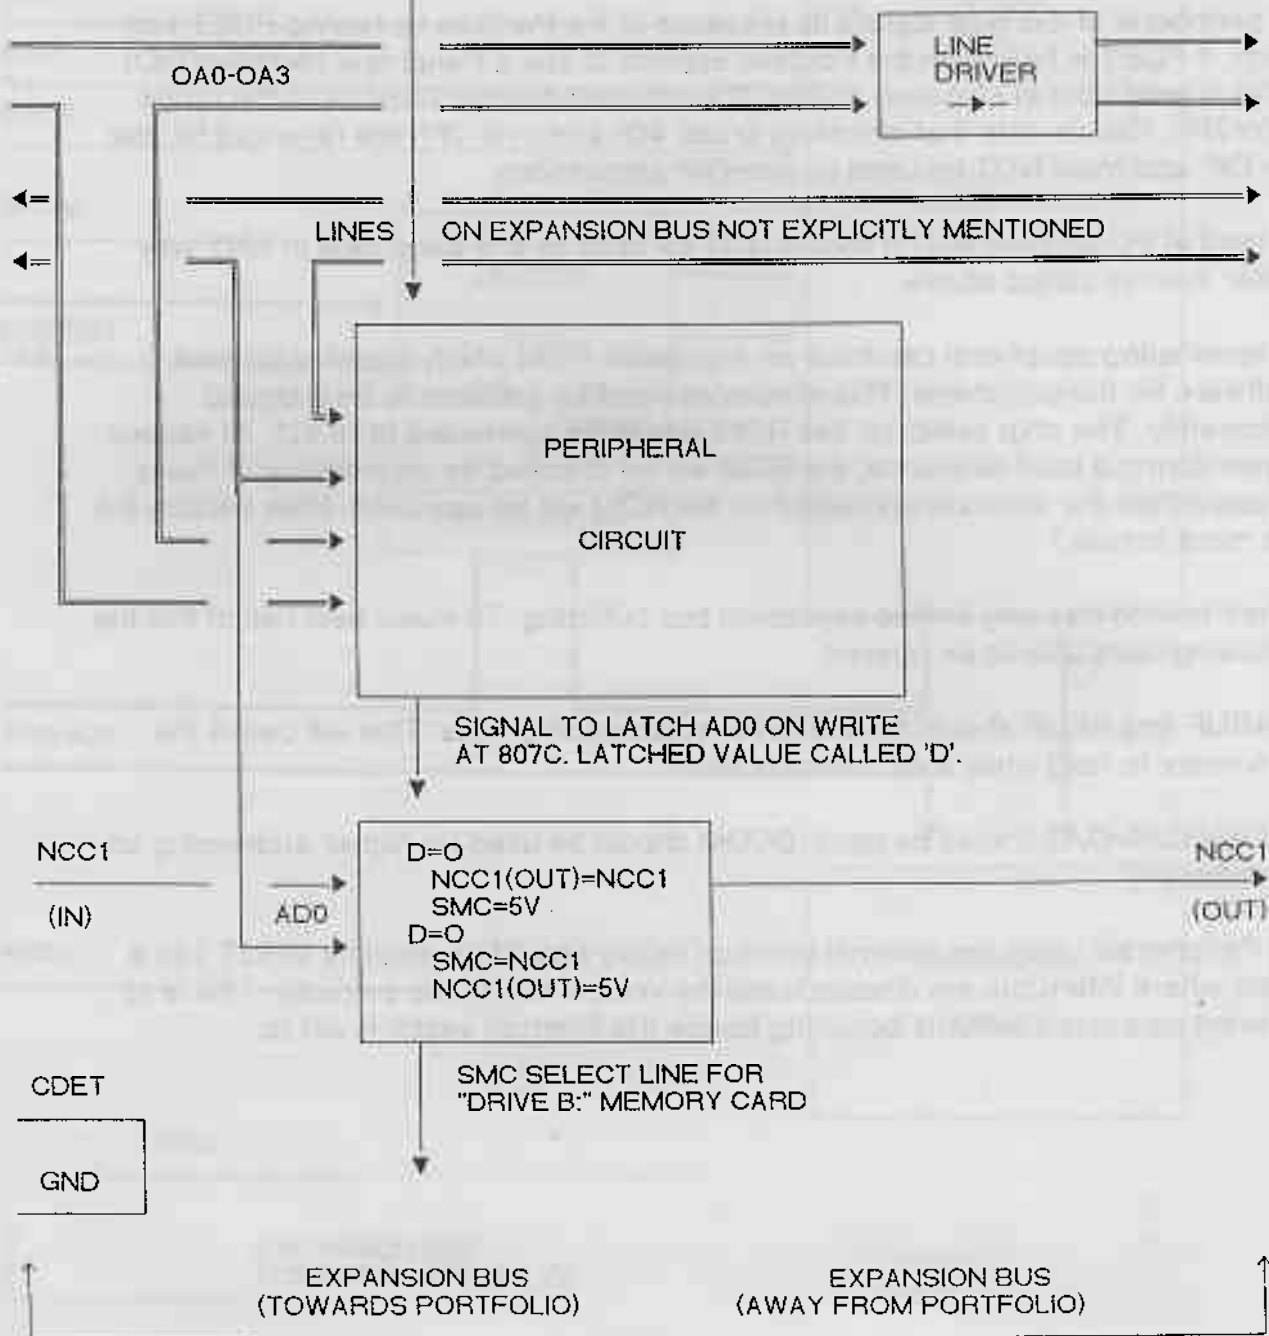 LINE
DRIVER
OA0-OA3
LINES ON EXPANSION BUS NOT EXPLICITLY MENTIONED
PERIPHERAL
CIRCUIT
SIGNAL TO LATCH AD0 ON WRITE
AT 807C. LATCHED VALUE CALLED 'D'.
NCC1
(IN)
AD0
D=O
NCC1(OUT)=NCC1
SMC=5V
D=O
SMC=NCC1
NCC1(OUT)=5V
NCC1
(OUT)
SMC SELECT LINE FOR
"DRIVE B:" MEMORY CARD
CDET
GND
EXPANSION BUS
(TOWARDS PORTFOLIO)
EXPANSION BUS
(AWAY FROM PORTFOLIO)